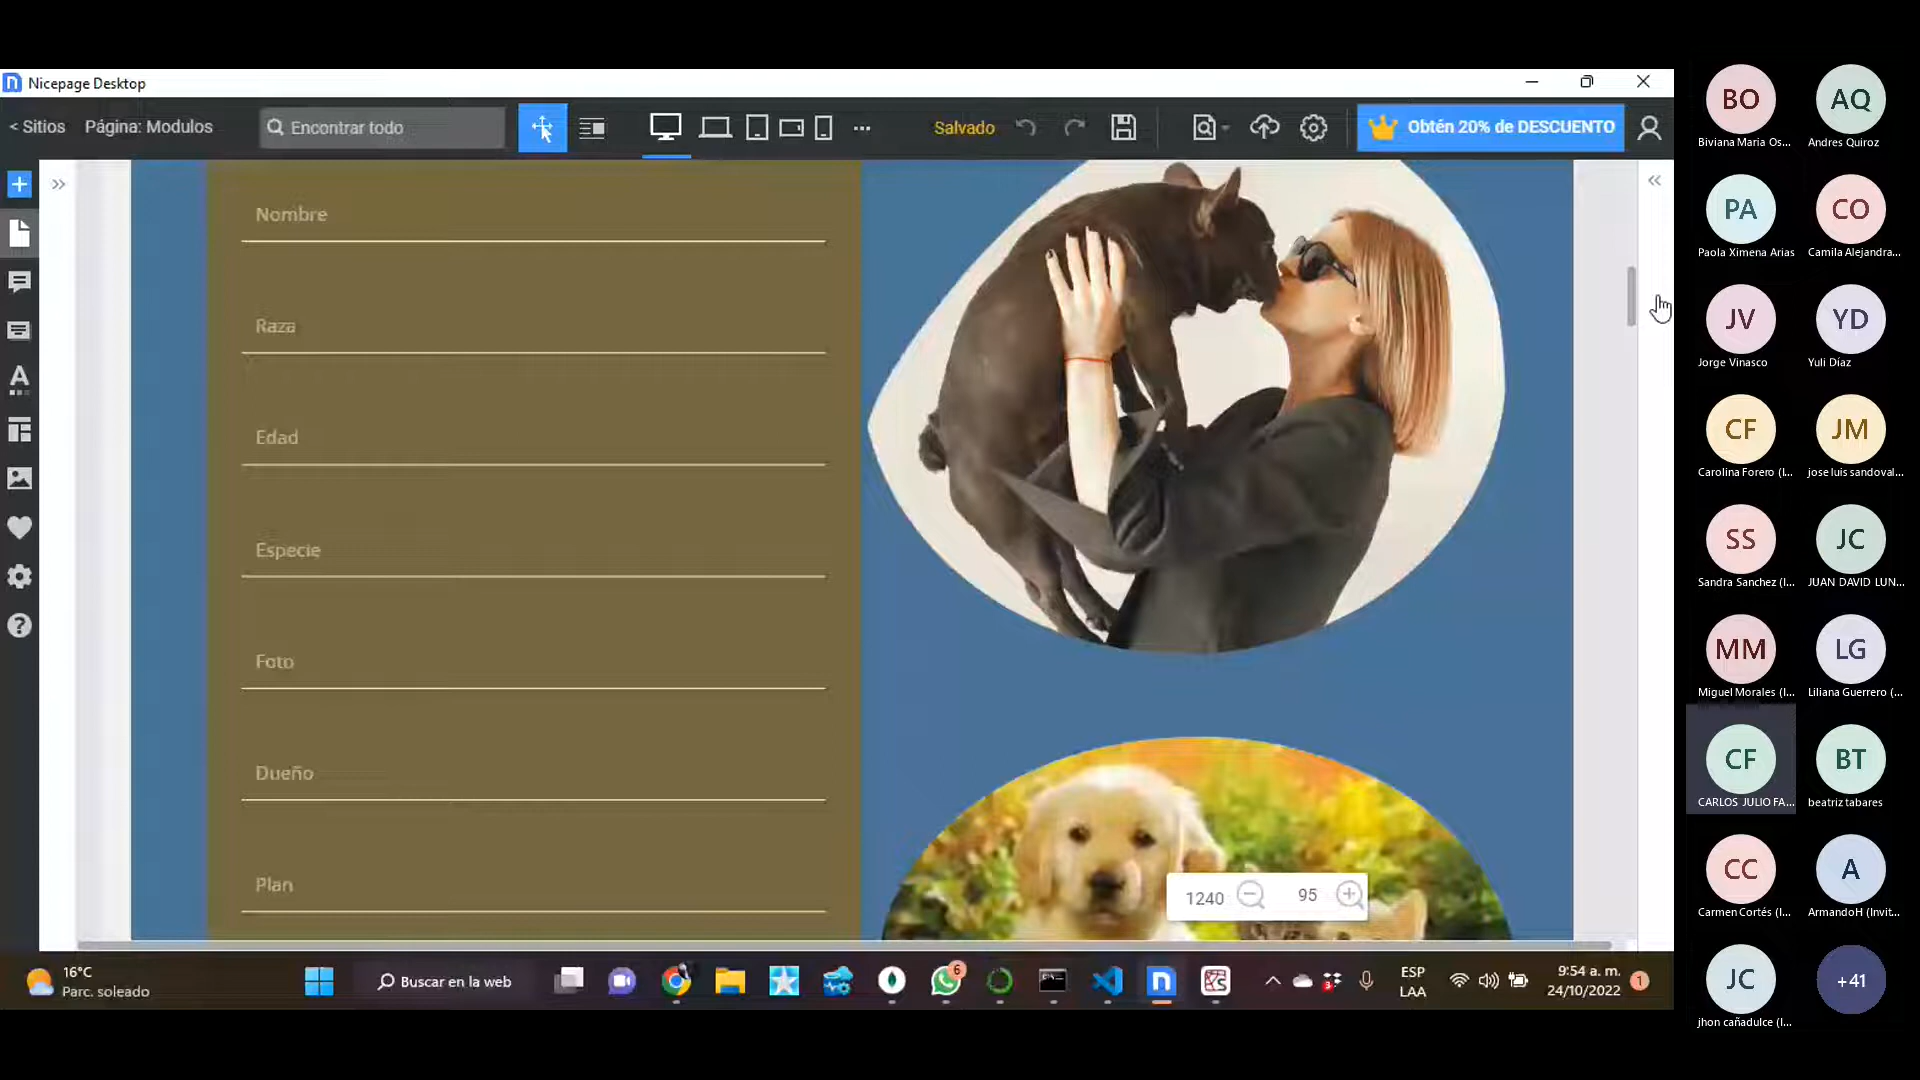 Nicepage Desktop
< Sitios
Página: Modulos
Encontrar todo
Salvado
Obtén 20% de DESCUENTO
Nombre
Raza
Edad
Especie
Foto
Dueño
Plan
1240
95
16°C
Parc. soleado
Buscar en la web
6
ESP
LAA
9:54 a. m.
24/10/2022
1
BO
Biviana Maria Os...
AQ
Andres Quiroz
PA
Paola Ximena Arias
CO
Camila Alejandra...
JV
Jorge Vinasco
YD
Yuli Díaz
CF
Carolina Forero (I...
JM
jose luis sandoval...
SS
Sandra Sanchez (I...
JC
JUAN DAVID LUN...
MM
Miguel Morales (I...
LG
Liliana Guerrero (...
CF
CARLOS JULIO FA...
BT
beatriz tabares
CC
Carmen Cortés (I...
A
ArmandoH (Invit...
JC
jhon cañadulce (I...
+41